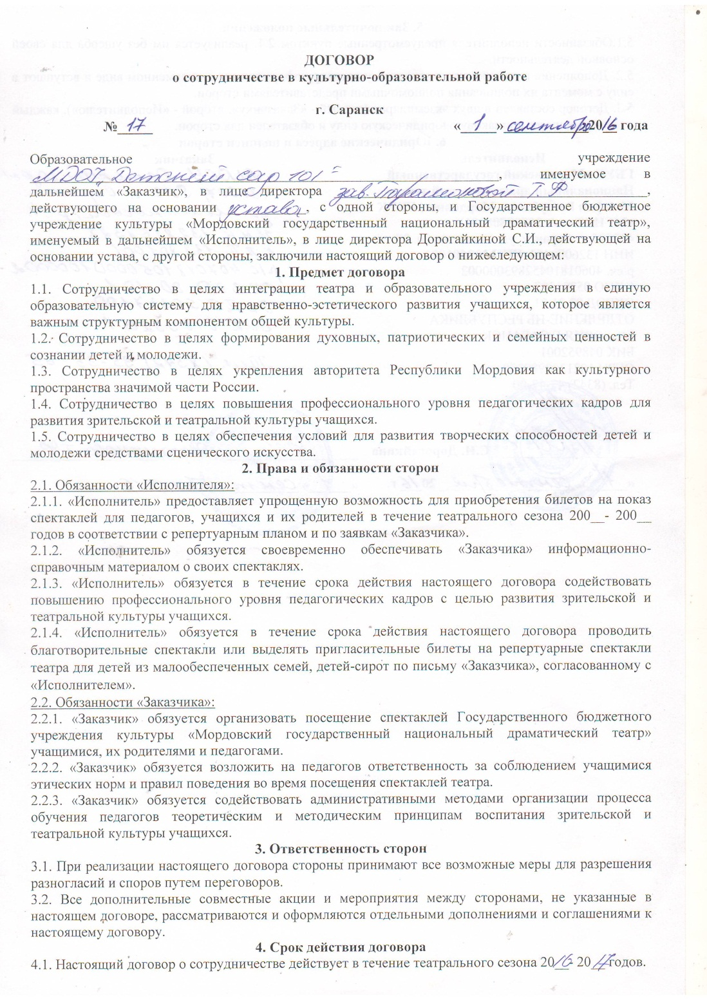 ДОГОВОР
о сотрудничестве в культурно-образовательной работе
г. Саранск
№ 17 « 1 » сентября 2016 года
Образовательное учреждение
МДОУ "Детский сад 101", именуемое в
дальнейшем «Заказчик», в лице директора зав. Парамоновой Т.Ф,
действующего на основании устава, с одной стороны, и Государственное бюджетное
учреждение культуры «Мордовский государственный национальный драматический театр»,
именуемый в дальнейшем «Исполнитель», в лице директора Дорогайкиной С.И., действующей на
основании устава, с другой стороны, заключили настоящий договор о нижеследующем:
1. Предмет договора
1.1. Сотрудничество в целях интеграции театра и образовательного учреждения в единую
образовательную систему для нравственно-эстетического развития учащихся, которое является
важным структурным компонентом общей культуры.
1.2. Сотрудничество в целях формирования духовных, патриотических и семейных ценностей в
сознании детей и молодежи.
1.3. Сотрудничество в целях укрепления авторитета Республики Мордовия как культурного
пространства значимой части России.
1.4. Сотрудничество в целях повышения профессионального уровня педагогических кадров для
развития зрительской и театральной культуры учащихся.
1.5. Сотрудничество в целях обеспечения условий для развития творческих способностей детей и
молодежи средствами сценического искусства.
2. Права и обязанности сторон
2.1. Обязанности «Исполнителя»:
2.1.1. «Исполнитель» предоставляет упрощенную возможность для приобретения билетов на показ
спектаклей для педагогов, учащихся и их родителей в течение театрального сезона 200__- 200__
годов в соответствии с репертуарным планом и по заявкам «Заказчика».
2.1.2. «Исполнитель» обязуется своевременно обеспечивать «Заказчика» информационно-
справочным материалом о своих спектаклях.
2.1.3. «Исполнитель» обязуется в течение срока действия настоящего договора содействовать
повышению профессионального уровня педагогических кадров с целью развития зрительской и
театральной культуры учащихся.
2.1.4. «Исполнитель» обязуется в течение срока действия настоящего договора проводить
благотворительные спектакли или выделять пригласительные билеты на репертуарные спектакли
театра для детей из малообеспеченных семей, детей-сирот по письму «Заказчика», согласованному с
«Исполнителем».
2.2. Обязанности «Заказчика»:
2.2.1. «Заказчик» обязуется организовать посещение спектаклей Государственного бюджетного
учреждения культуры «Мордовский государственный национальный драматический театр»
учащимися, их родителями и педагогами.
2.2.2. «Заказчик» обязуется возложить на педагогов ответственность за соблюдением учащимися
этических норм и правил поведения во время посещения спектаклей театра.
2.2.3. «Заказчик» обязуется содействовать административными методами организации процесса
обучения педагогов теоретическим и методическим принципам воспитания зрительской и
театральной культуры учащихся.
3. Ответственность сторон
3.1. При реализации настоящего договора стороны принимают все возможные меры для разрешения
разногласий и споров путем переговоров.
3.2. Все дополнительные совместные акции и мероприятия между сторонами, не указанные в
настоящем договоре, рассматриваются и оформляются отдельными дополнениями и соглашениями к
настоящему договору.
4. Срок действия договора
4.1. Настоящий договор о сотрудничестве действует в течение театрального сезона 2016- 2017 годов.